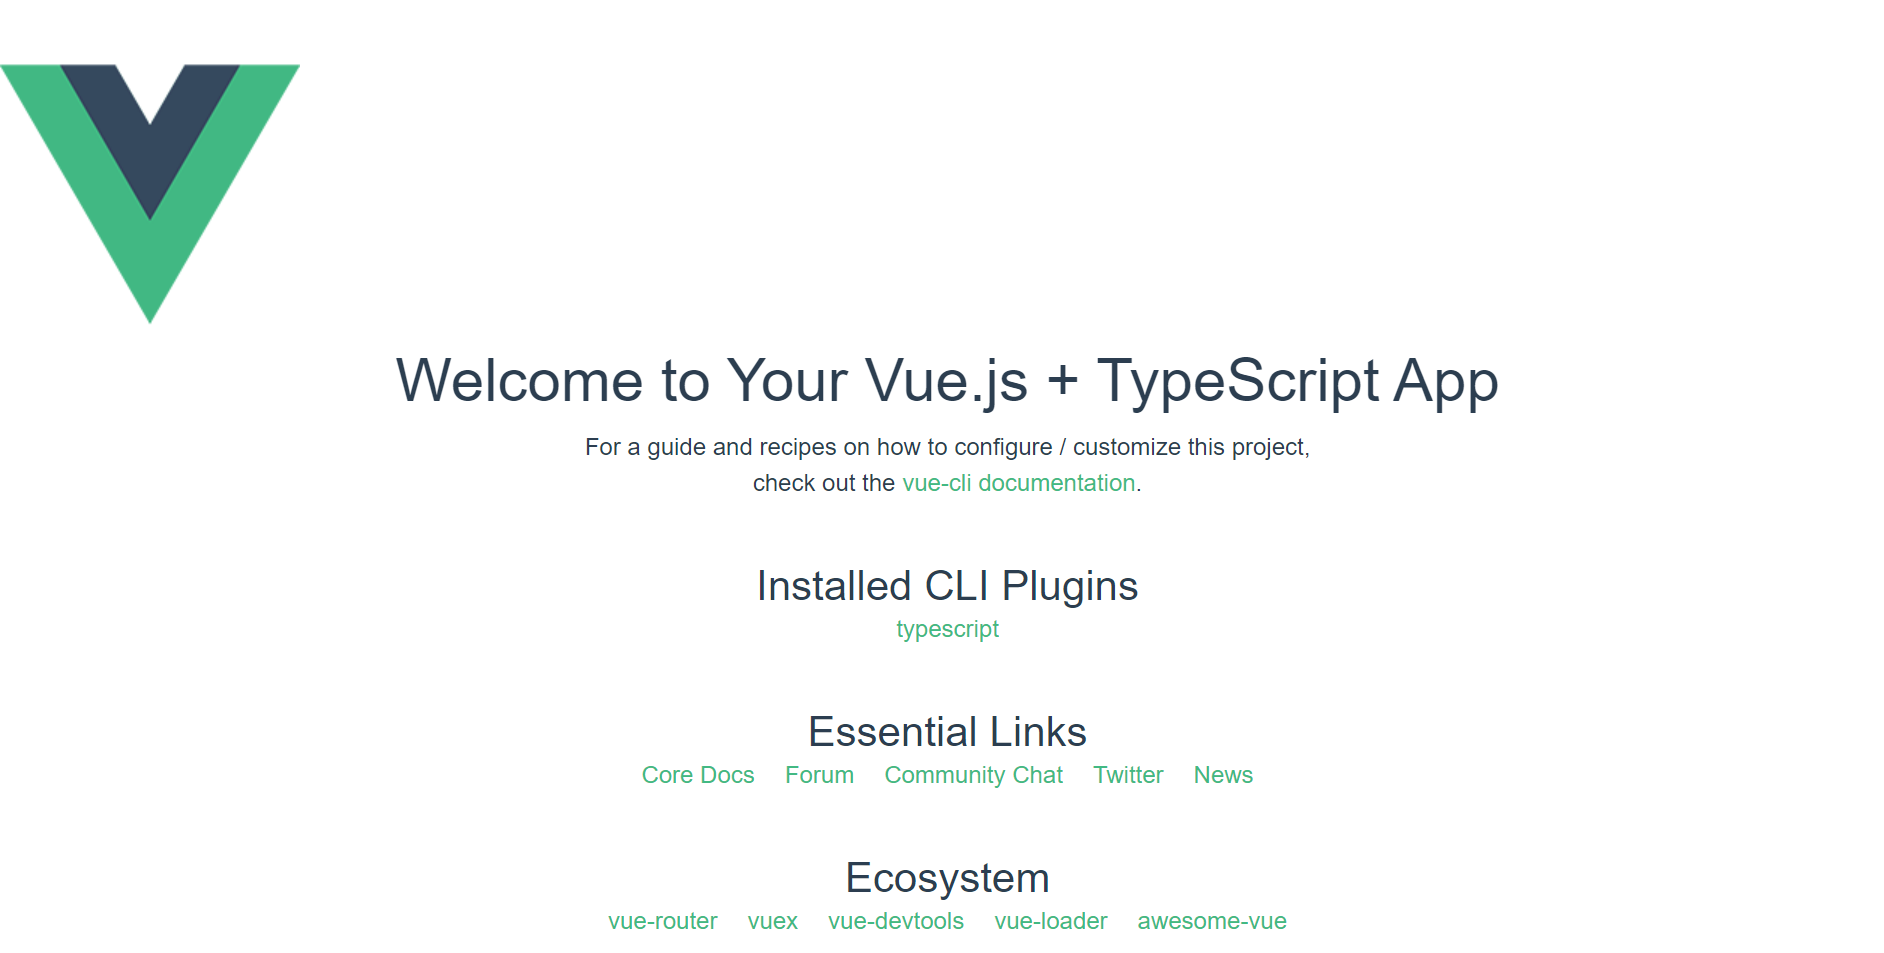 Welcome to Your Vue.js + TypeScript App
For a guide and recipes on how to configure / customize this project,
check out the vue-cli documentation.
Installed CLI Plugins
typescript
Essential Links
Core Docs Forum Community Chat Twitter News
Ecosystem
vue-router vuex vue-devtools vue-loader awesome-vue